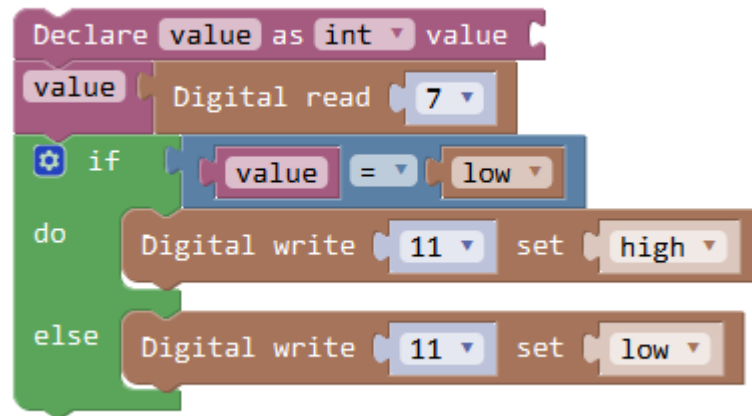 Declare value as int value
value Digital read 7
if value = low
do Digital write 11 set high
else Digital write 11 set low